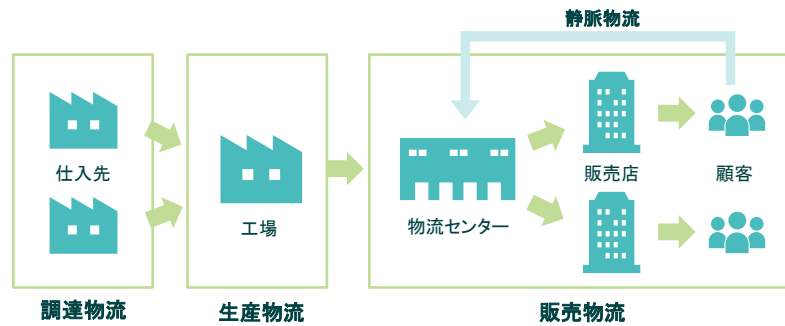 静脈物流
仕入先
工場
物流センター
販売店
顧客
調達物流
生産物流
販売物流